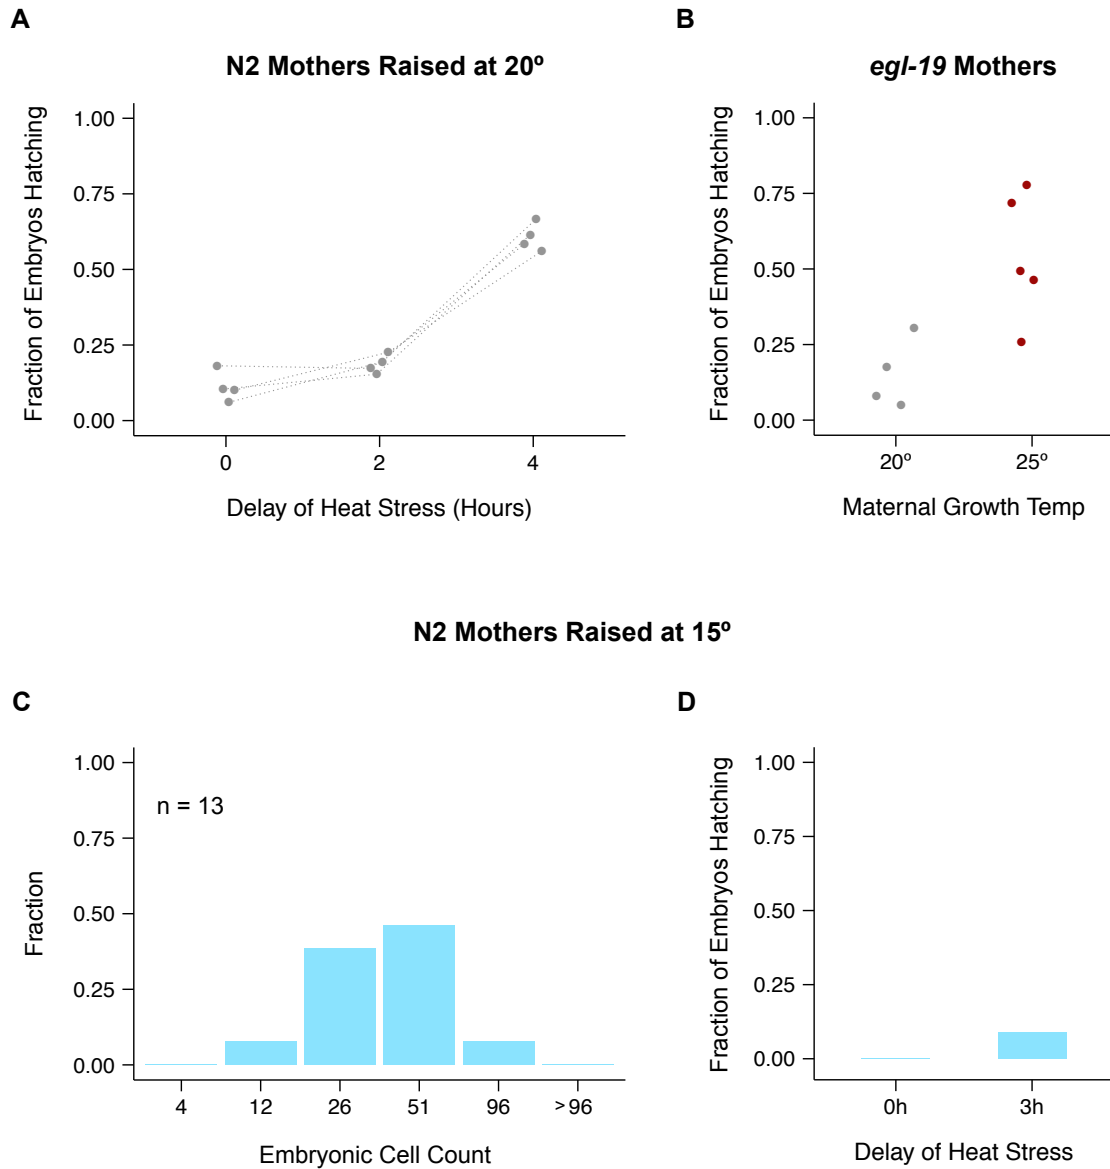 A
N2 Mothers Raised at 20º
Fraction of Embryos Hatching
1.00
0.75
0.50
0.25
0.00
0
2
4
Delay of Heat Stress (Hours)
B
egl-19 Mothers
Fraction of Embryos Hatching
1.00
0.75
0.50
0.25
0.00
20º
25º
Maternal Growth Temp
N2 Mothers Raised at 15º
C
Fraction
1.00
0.75
0.50
0.25
0.00
n = 13
4
12
26
51
96
>96
Embryonic Cell Count
D
Fraction of Embryos Hatching
1.00
0.75
0.50
0.25
0.00
0h
3h
Delay of Heat Stress